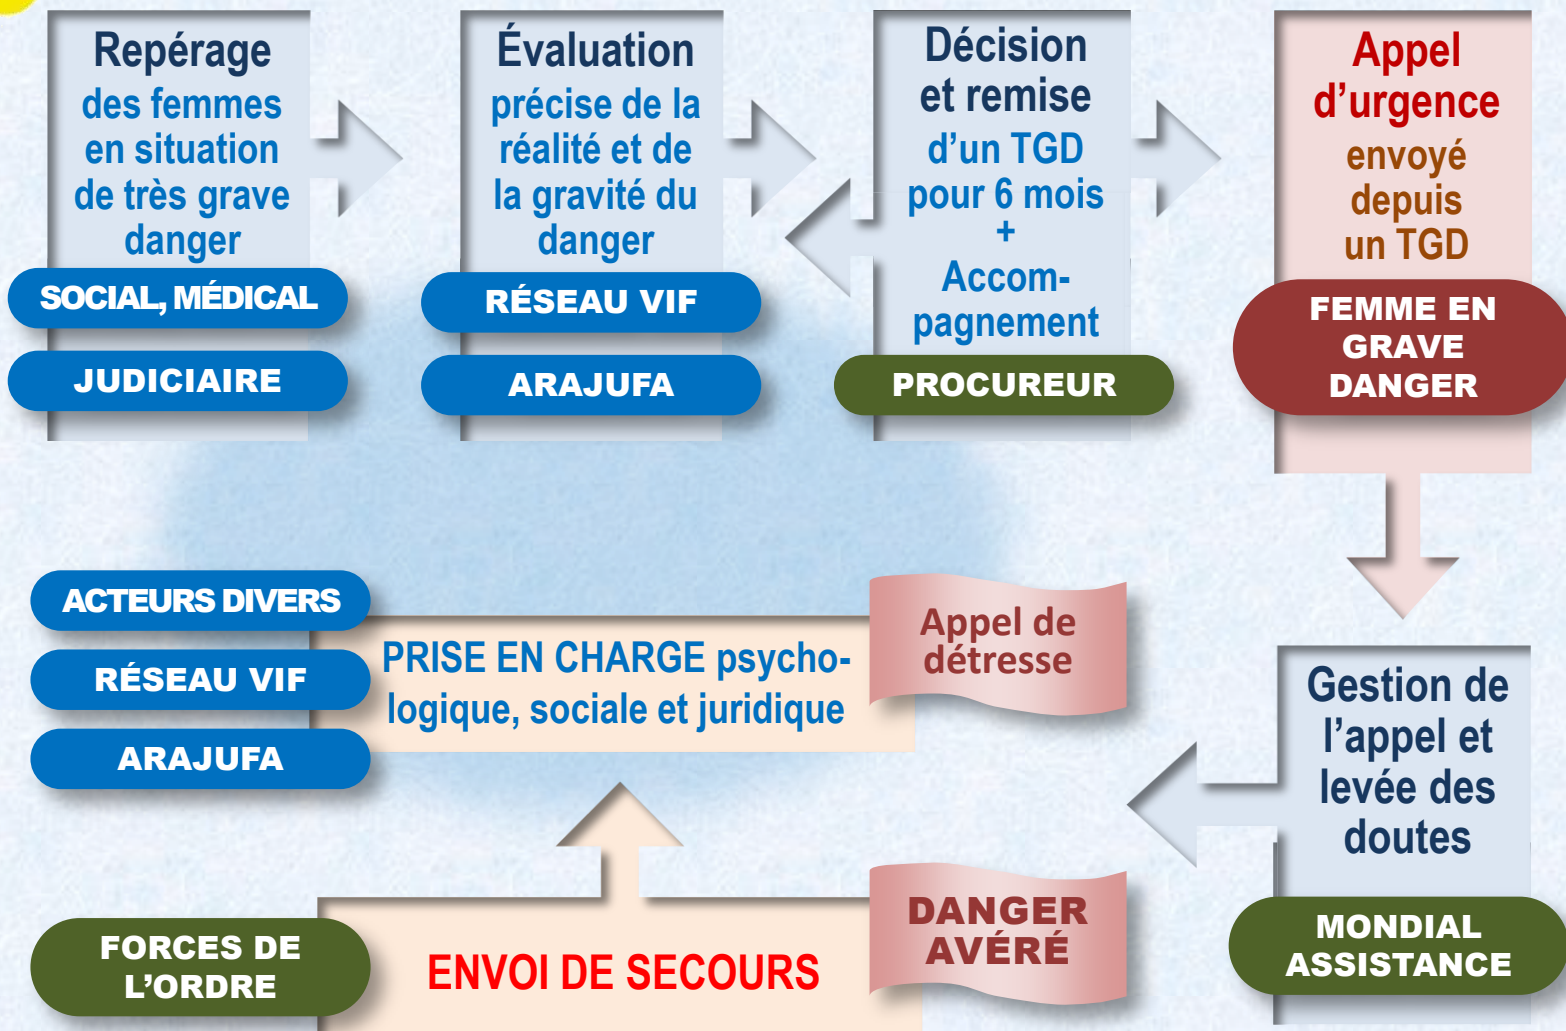 Repérage
des femmes
en situation
de très grave
danger
SOCIAL, MÉDICAL
JUDICIAIRE
Évaluation
précise de la
réalité et de
la gravité du
danger
RÉSEAU VIF
ARAJUFA
Décision
et remise
d’un TGD
pour 6 mois
+
Accom-
pagnement
PROCUREUR
Appel
d’urgence
envoyé
depuis
un TGD
FEMME EN
GRAVE
DANGER
ACTEURS DIVERS
RÉSEAU VIF
ARAJUFA
PRISE EN CHARGE psycho-
logique, sociale et juridique
Appel de
détresse
Gestion de
l’appel et
levée des
doutes
MONDIAL
ASSISTANCE
FORCES DE
L’ORDRE
ENVOI DE SECOURS
DANGER
AVÉRÉ